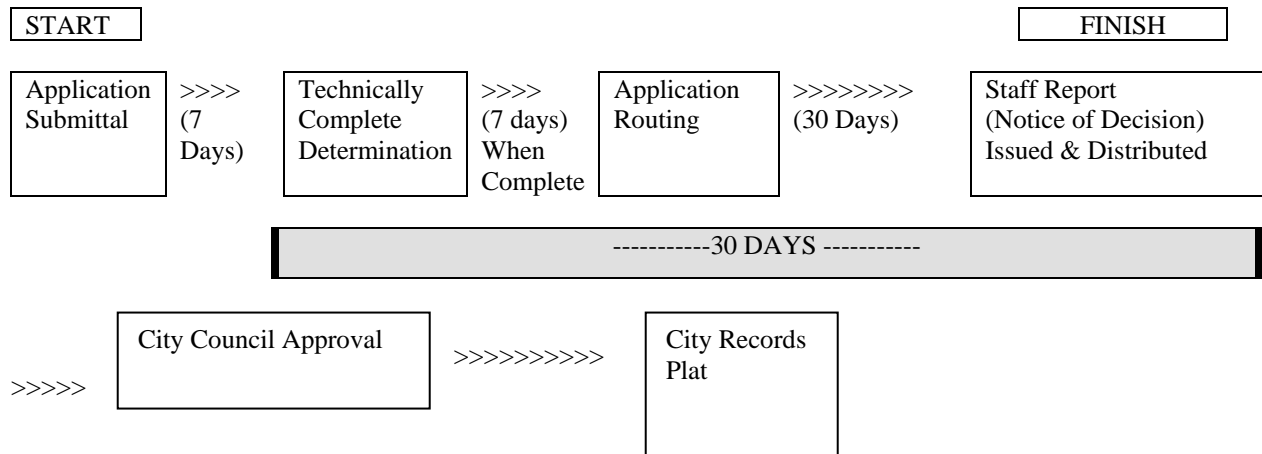 START
FINISH
Application
Submittal
>>>>
(7
Days)
Technically
Complete
Determination
>>>>
(7 days)
When
Complete
Application
Routing
>>>>>>>>
(30 Days)
Staff Report
(Notice of Decision)
Issued & Distributed
-----------30 DAYS -----------
>>>>>
City Council Approval
>>>>>>>>>>
City Records
Plat